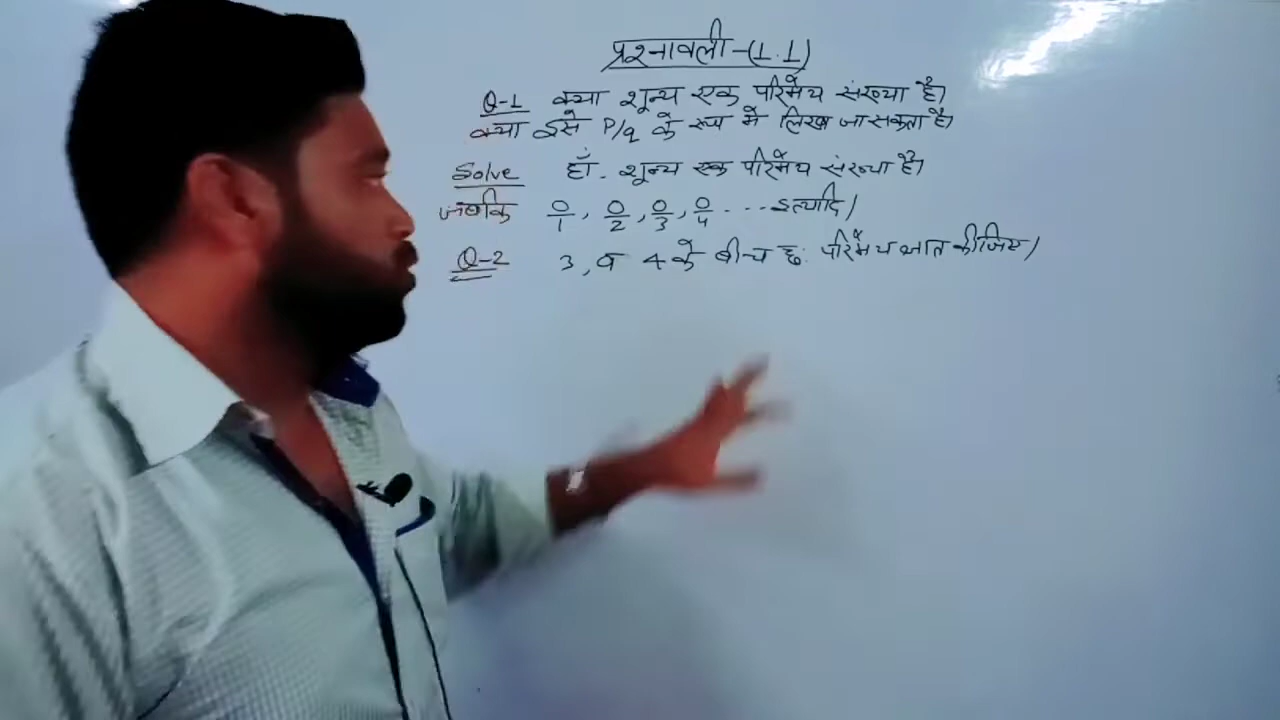 प्रश्नावली-(1.1)
Q-1 क्या शून्य एक परिमेय संख्या है।
क्या इसे P/q के रूप में लिखा जा सकता है।
Solve हाँ- शून्य एक परिमेय संख्या है।
0/1, 0/2, 0/3, 0/4 ---- इत्यादि।
Q-2 3, व 4 के बीच छः परिमेय ज्ञात कीजिए।